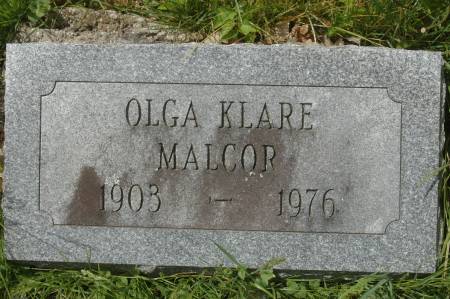 OLGA KLARE
MALCOR
1903 - 1976